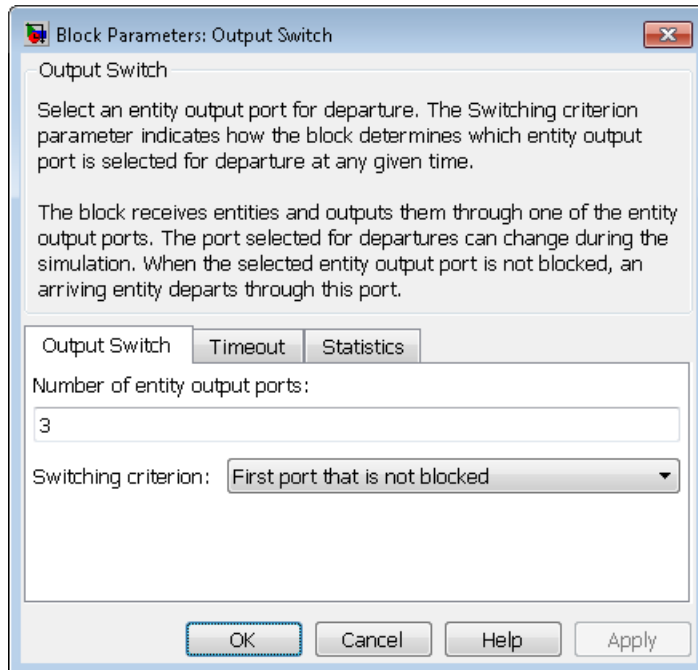 Block Parameters: Output Switch
Output Switch
Select an entity output port for departure. The Switching criterion
parameter indicates how the block determines which entity output
port is selected for departure at any given time.
The block receives entities and outputs them through one of the entity
output ports. The port selected for departures can change during the
simulation. When the selected entity output port is not blocked, an
arriving entity departs through this port.
Output Switch Timeout Statistics
Number of entity output ports:
3
Switching criterion: First port that is not blocked
OK Cancel Help Apply